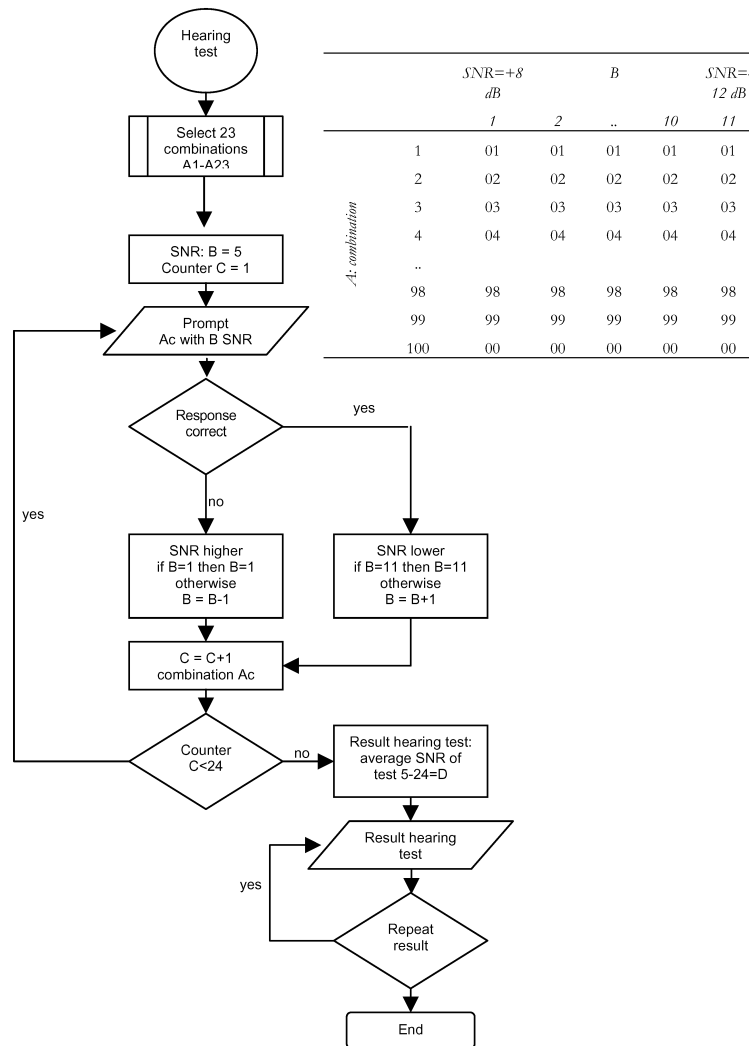 Hearing
test
Select 23
combinations
A1-A23
SNR: B = 5
Counter C = 1
Prompt
Ac with B SNR
Response
correct
yes
no
yes
SNR higher
if B=1 then B=1
otherwise
B = B-1
SNR lower
if B=11 then B=11
otherwise
B = B+1
C = C+1
combination Ac
Counter
C<24
no
Result hearing test:
average SNR of
test 5-24=D
Result hearing
test
yes
Repeat
result
End
SNR=+8 B SNR=-
dB 12 dB
1 2 .. 10 11
A: combination
1 01 01 01 01 01
2 02 02 02 02 02
3 03 03 03 03 03
4 04 04 04 04 04
..
98 98 98 98 98 98
99 99 99 99 99 99
100 00 00 00 00 00